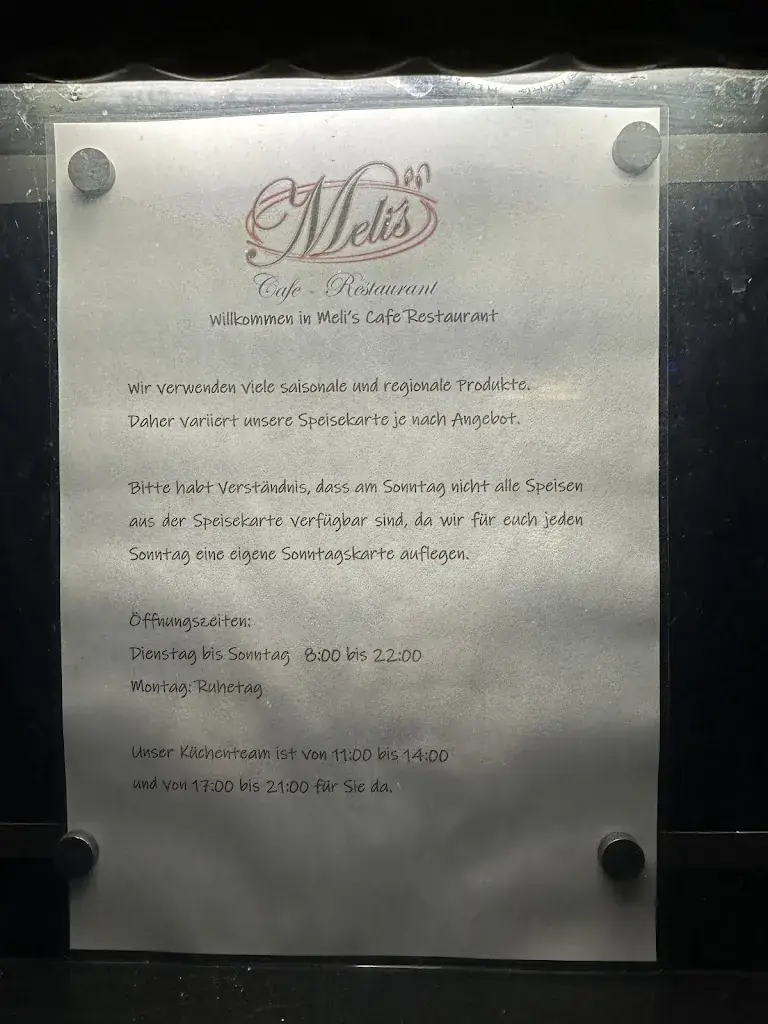 Meli's
Cafe - Restaurant
Willkommen in Meli's Cafe Restaurant
Wir verwenden viele saisonale und regionale Produkte.
Daher variiert unsere Speisekarte je nach Angebot.
Bitte habt Verständnis, dass am Sonntag nicht alle Speisen
aus der Speisekarte verfügbar sind, da wir für euch jeden
Sonntag eine eigene Sonntagskarte auflegen.
Öffnungszeiten:
Dienstag bis Sonntag 8:00 bis 22:00
Montag: Ruhetag
Unser Küchenteam ist von 11:00 bis 14:00
und von 17:00 bis 21:00 für Sie da.